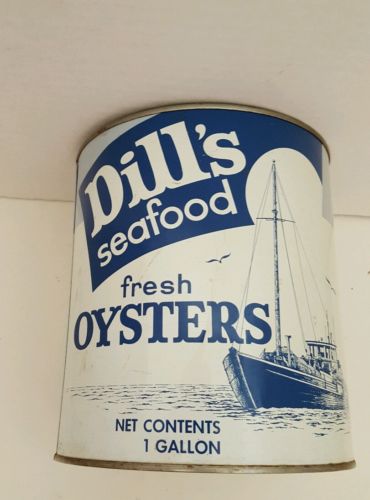 Dill's
seafood
fresh
OYSTERS
NET CONTENTS
1 GALLON